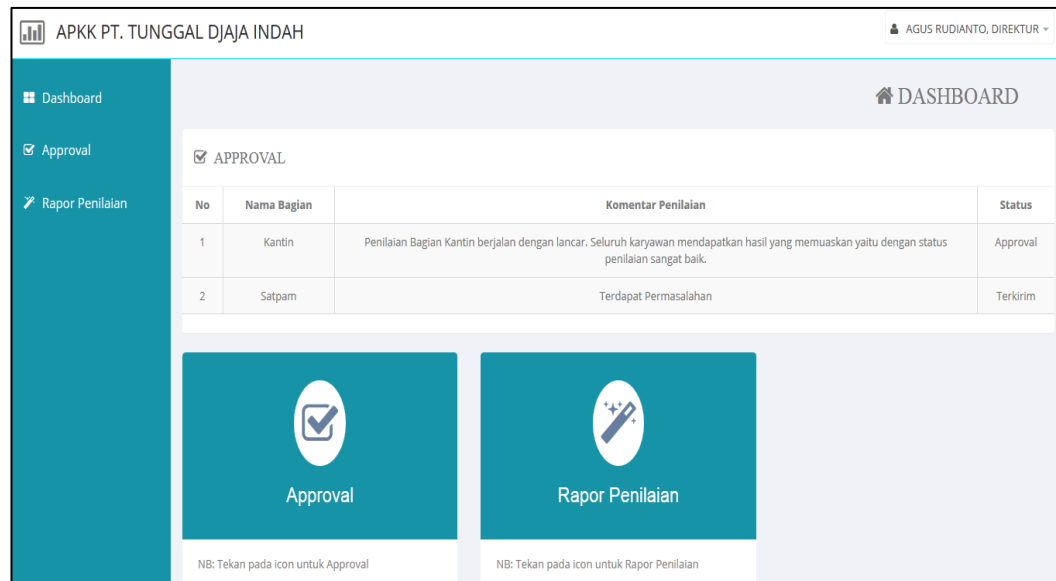 APKK PT. TUNGGAL DJAJA INDAH
AGUS RUDIANTO, DIREKTUR
Dashboard
Approval
Rapor Penilaian
DASHBOARD
APPROVAL
No Nama Bagian Komentar Penilaian Status
1 Kantin Penilaian Bagian Kantin berjalan dengan lancar. Seluruh karyawan mendapatkan hasil yang memuaskan yaitu dengan status Approval
penilaian sangat baik.
2 Satpam Terdapat Permasalahan Terkirim
Approval
Rapor Penilaian
NB: Tekan pada icon untuk Approval
NB: Tekan pada icon untuk Rapor Penilaian